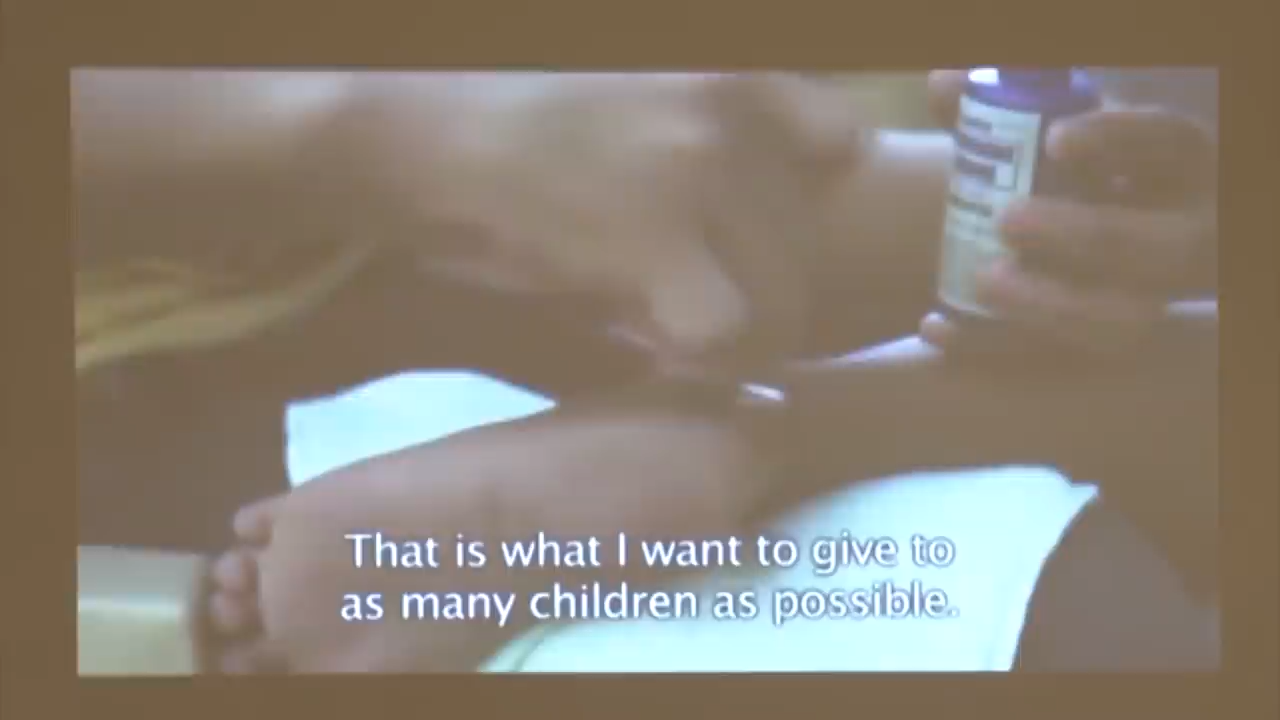 That is what I want to give to
as many children as possible.